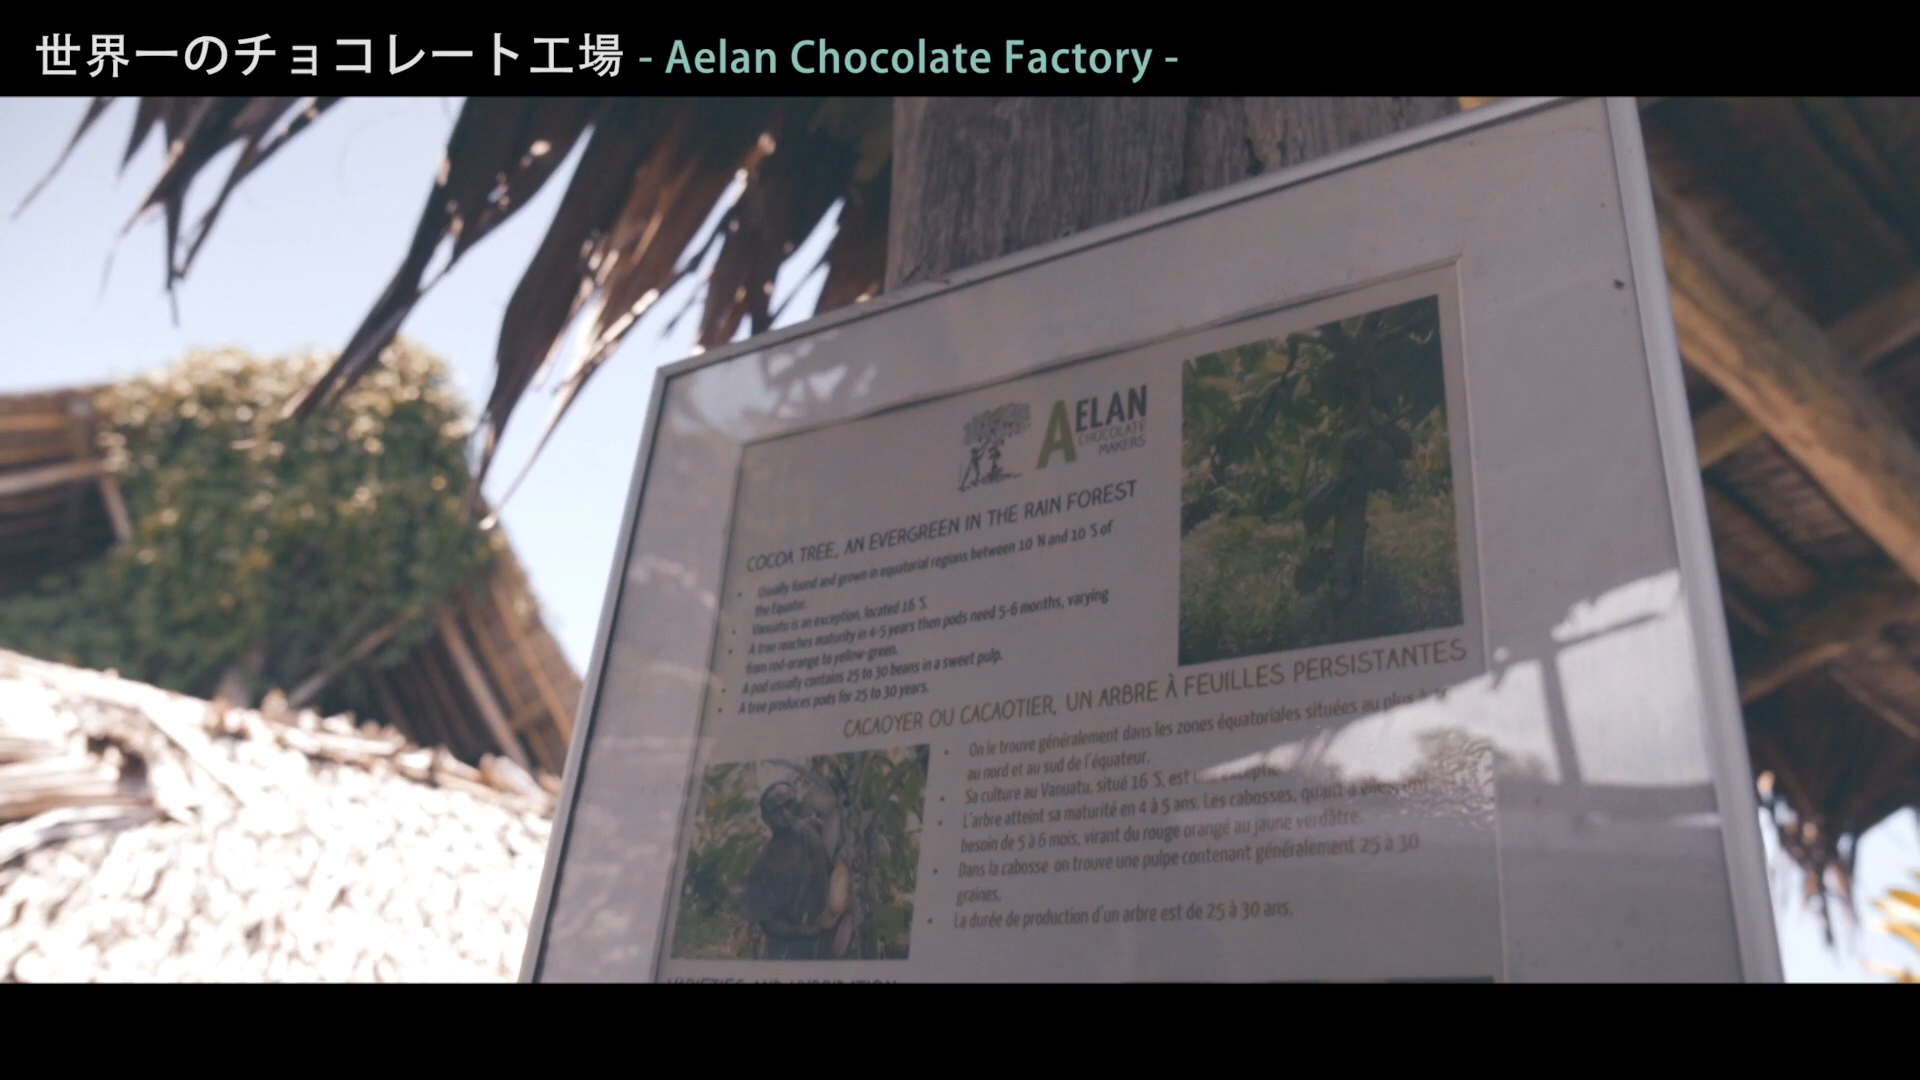 世界一のチョコレート工場 - Aelan Chocolate Factory -
AELAN
CHOCOLATE
MAKERS
COCOA TREE, AN EVERGREEN IN THE RAIN FOREST
• Usually found and grown in equatorial regions between 10°N and 10°S of
the Equator.
• Vanuatu is an exception, located 16°S.
• A tree reaches maturity in 4-5 years then pods need 5-6 months, varying
from red-orange to yellow-green.
• A pod usually contains 25 to 30 beans in a sweet pulp.
• A tree produces pods for 25 to 30 years.
CACAOYER OU CACAOTIER, UN ARBRE À FEUILLES PERSISTANTES
• On le trouve généralement dans les zones équatoriales situées au plus à
au nord et au sud de l'équateur.
• Sa culture au Vanuatu, situé 16°S, est
• L'arbre atteint sa maturité en 4 à 5 ans. Les cabosses, quant à elles, ont
besoin de 5 à 6 mois, virant du rouge orangé au jaune verdâtre.
• Dans la cabosse on trouve une pulpe contenant généralement 25 à 30
graines.
• La durée de production d'un arbre est de 25 à 30 ans.